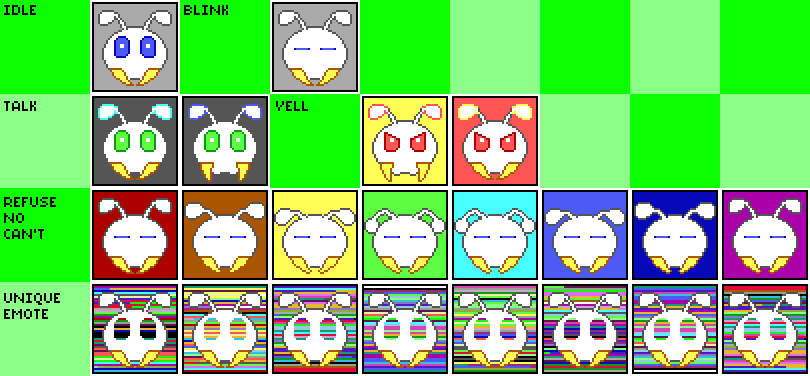 IDLE
BLINK
TALK
YELL
REFUSE
NO
CAN'T
UNIQUE
EMOTE